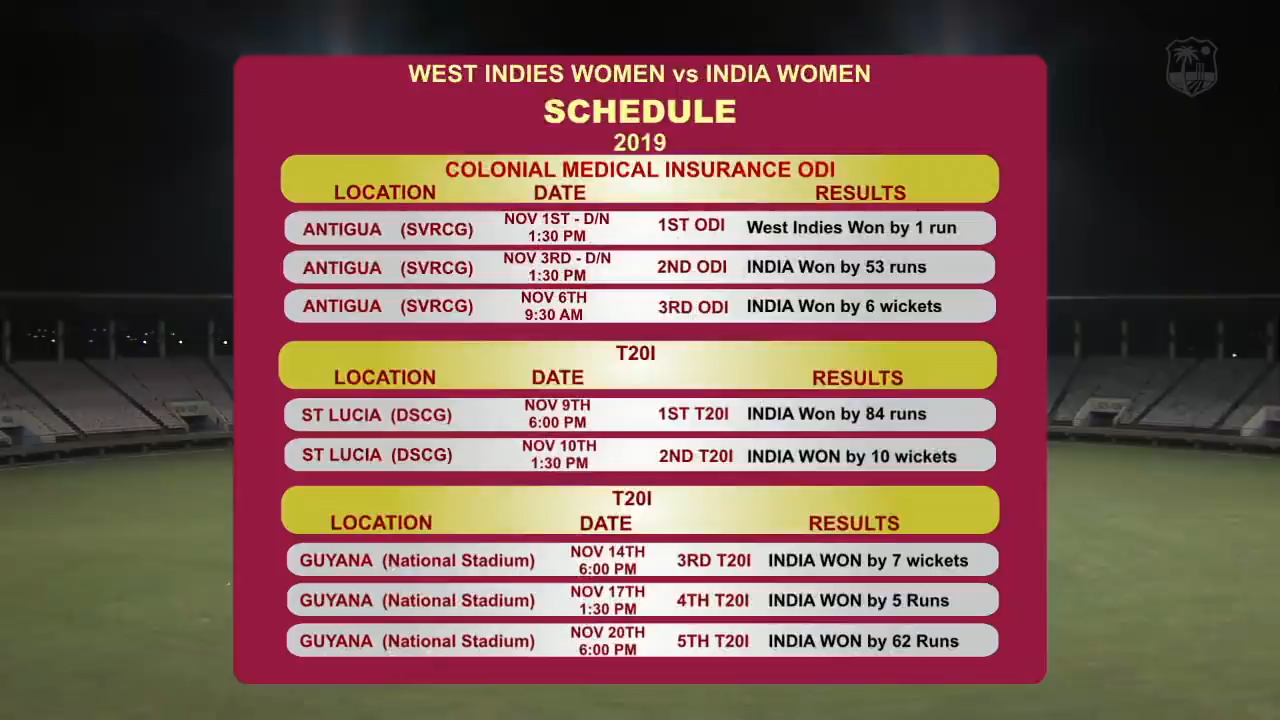 WEST INDIES WOMEN vs INDIA WOMEN
SCHEDULE
2019
COLONIAL MEDICAL INSURANCE ODI
LOCATION DATE RESULTS
ANTIGUA (SVRCG) NOV 1ST - D/N 1:30 PM 1ST ODI West Indies Won by 1 run
ANTIGUA (SVRCG) NOV 3RD - D/N 1:30 PM 2ND ODI INDIA Won by 53 runs
ANTIGUA (SVRCG) NOV 6TH 9:30 AM 3RD ODI INDIA Won by 6 wickets
T20I
LOCATION DATE RESULTS
ST LUCIA (DSCG) NOV 9TH 6:00 PM 1ST T20I INDIA Won by 84 runs
ST LUCIA (DSCG) NOV 10TH 1:30 PM 2ND T20I INDIA WON by 10 wickets
T20I
LOCATION DATE RESULTS
GUYANA (National Stadium) NOV 14TH 6:00 PM 3RD T20I INDIA WON by 7 wickets
GUYANA (National Stadium) NOV 17TH 1:30 PM 4TH T20I INDIA WON by 5 Runs
GUYANA (National Stadium) NOV 20TH 6:00 PM 5TH T20I INDIA WON by 62 Runs